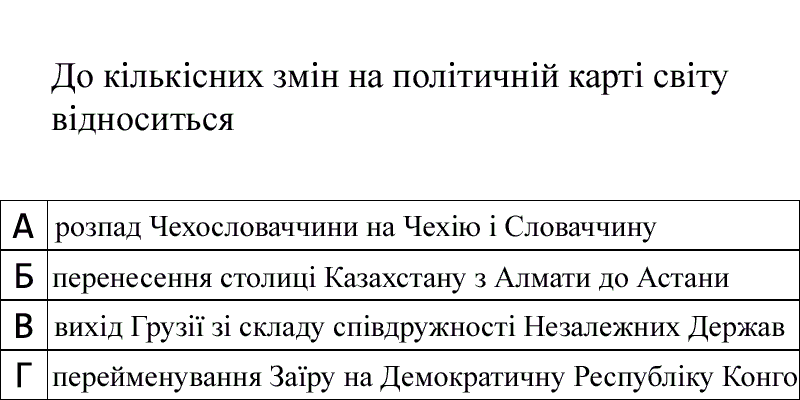 До кількісних змін на політичній карті світу
відноситься
А розпад Чехословаччини на Чехію і Словаччину
Б перенесення столиці Казахстану з Алмати до Астани
В вихід Грузії зі складу співдружності Незалежних Держав
Г перейменування Заїру на Демократичну Республіку Конго